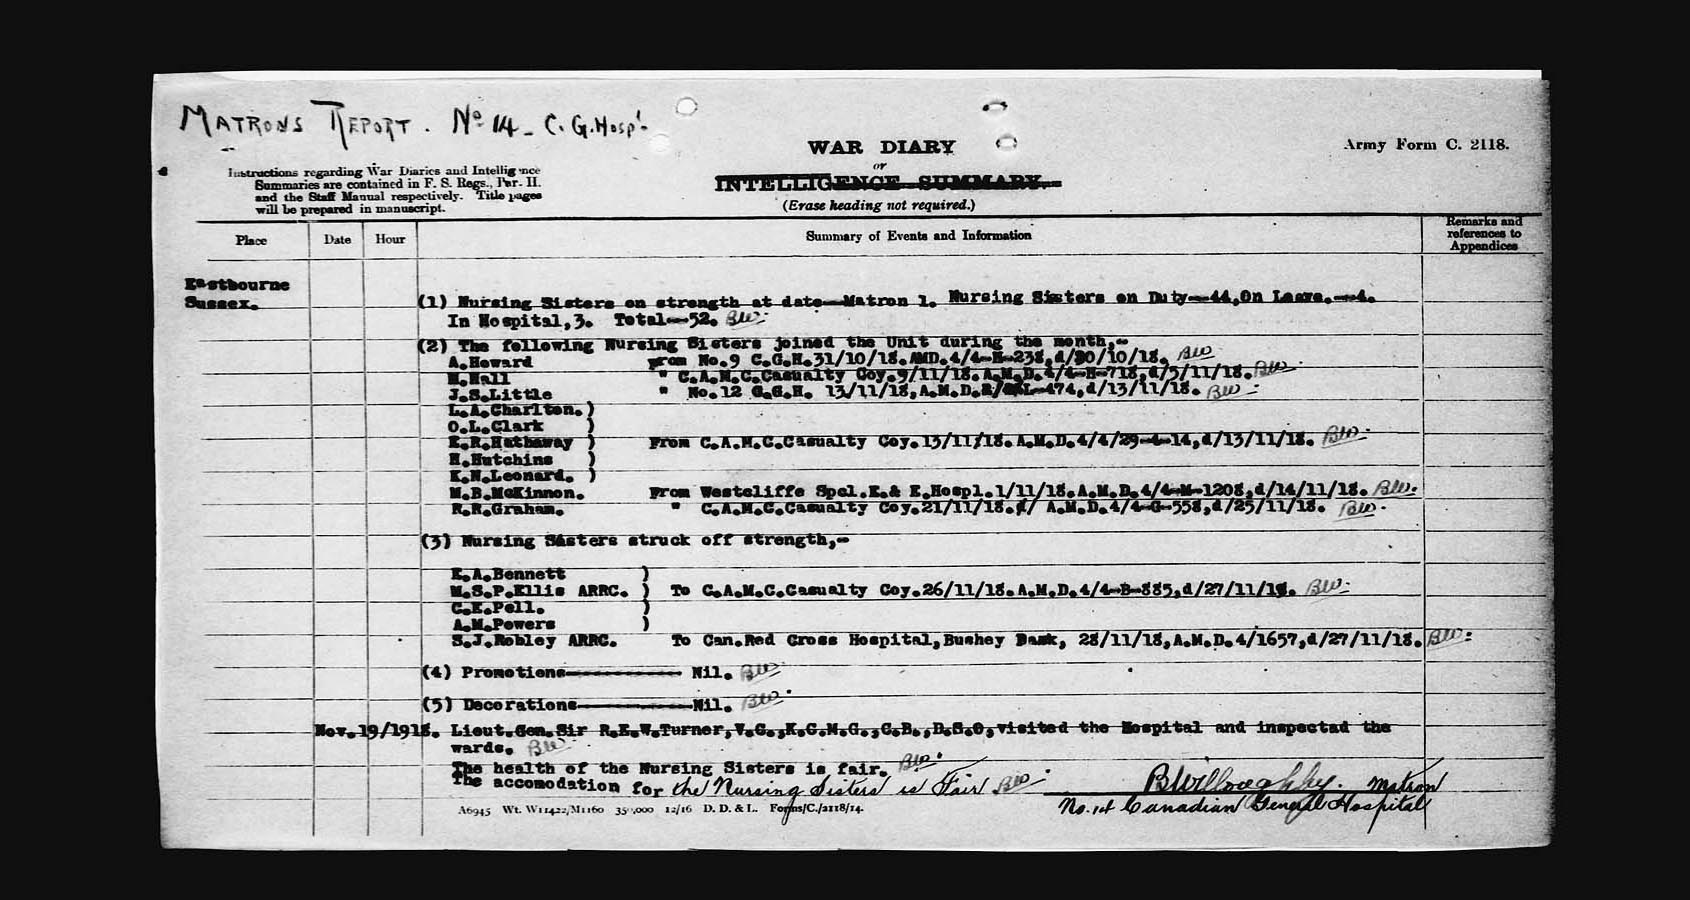 MATRONS REPORT. No 14 - C. G. Hospl.
WAR DIARY
or
INTELLIGENCE SUMMARY.
(Erase heading not required.)
Army Form C. 2118.
Instructions regarding War Diaries and Intelligence
Summaries are contained in F. S. Regs., Par. II.
and the Staff Manual respectively. Title pages
will be prepared in manuscript.
Place
Date
Hour
Summary of Events and Information
Remarks and
references to
Appendices
Eastbourne
Sussex.
(1) Nursing Sisters on strength at date—Matron 1. Nursing Sisters on Duty—44,On Leave.—4.
In Hospital,3. Total—52. BW.
(2) The following Nursing Sisters joined the Unit during the month,-
A.Howard from No.9 C.G.H.31/10/18. AMD.4/4-H-238,d/30/10/18. BW
Hall " C.A.M.C.Casualty Coy.9/11/18.A.M.D.4/4-H-718,d/5/11/18. BW.
J.S.Little " No.12 G.G.H. 13/11/18,A.M.D. 474,d/13/11/18. BW.
L.A.Charlton.)
O.L.Clark )
E.R.Hathaway ) From C.A.M.C.Casualty Coy.13/11/18.A.M.D.4/4/29-4-14,d/13/11/18. BW.
H.Hutchins )
K.N.Leonard. )
M.B.McKinnon. From Westcliffe Spcl.E.& E.Hospl.1/11/18.A.M.D.4/4-M-1208,d/14/11/18. BW.
R.R.Graham. " C.A.M.C.Casualty Coy.21/11/18. A.M.D.4/4-G-558,d/25/11/18. BW.
(3) Nursing Sisters struck off strength,-
E.A.Bennett )
M.S.P.Ellis ARRC. ) To C.A.M.C.Casualty Coy.26/11/18.A.M.D.4/4-B-885,d/27/11/18. BW.
C.E.Pell. )
A.M.Powers )
S.J.Robley ARRC. To Can.Red Cross Hospital,Bushey Park, 28/11/18,A.M.D.4/1657,d/27/11/18. BW.
(4) Promotions———— Nil. BW.
(5) Decorations————Nil. BW.
Nov.19/1918. Lieut.Gen.Sir R.E.W.Turner,V.C.,K.C.M.G.,C.B.,D.S.O,visited the Hospital and inspected the
wards. BW.
The health of the Nursing Sisters is fair. BW.
The accomodation for the Nursing Sisters is Fair BW.
BWilloughby. Matron
No. 14 Canadian General Hospital
A6945 Wt. W11422/M1160 350,000 12/16 D. D. & L. Forms/C./2118/14.